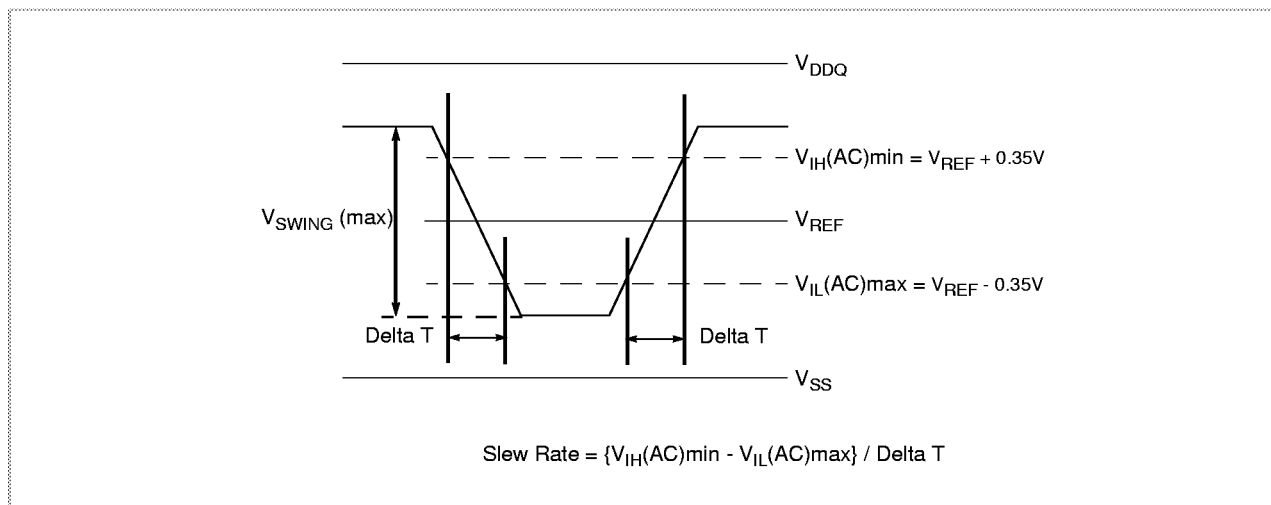 VDDQ
VIH(AC)min = VREF + 0.35V
VSWING (max)
VREF
VIL(AC)max = VREF - 0.35V
Delta T
Delta T
VSS
Slew Rate = {VIH(AC)min - VIL(AC)max} / Delta T